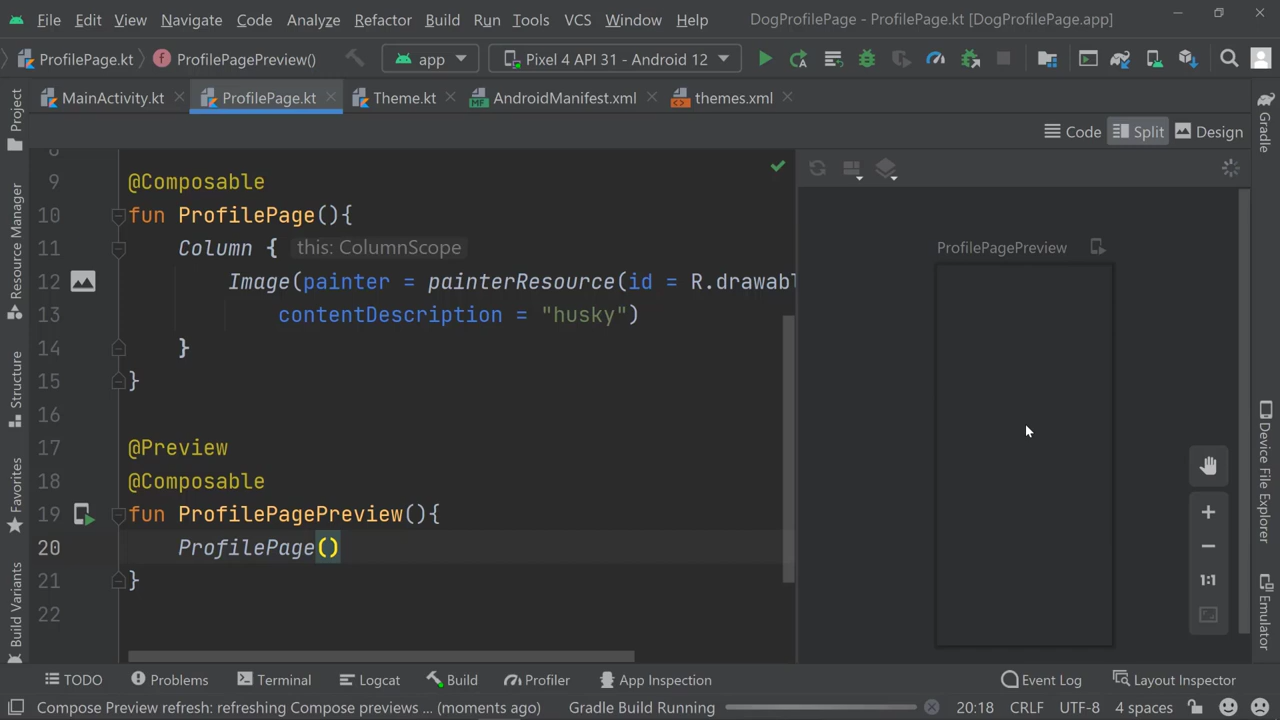 File Edit View Navigate Code Analyze Refactor Build Run Tools VCS Window Help DogProfilePage - ProfilePage.kt [DogProfilePage.app]
ProfilePage.kt ProfilePagePreview() app Pixel 4 API 31 - Android 12
MainActivity.kt ProfilePage.kt Theme.kt AndroidManifest.xml themes.xml
Code Split Design
Project
Resource Manager
Structure
Favorites
Build Variants
8
9 @Composable
10 fun ProfilePage(){
11 Column { this: ColumnScope
12 Image(painter = painterResource(id = R.drawabl
13 contentDescription = "husky")
14 }
15 }
16
17 @Preview
18 @Composable
19 fun ProfilePagePreview(){
20 ProfilePage()
21 }
22
ProfilePagePreview
1:1
Gradle
Device File Explorer
Emulator
TODO Problems Terminal Logcat Build Profiler App Inspection Event Log Layout Inspector
Compose Preview refresh: refreshing Compose previews ... (moments ago) Gradle Build Running 20:18 CRLF UTF-8 4 spaces